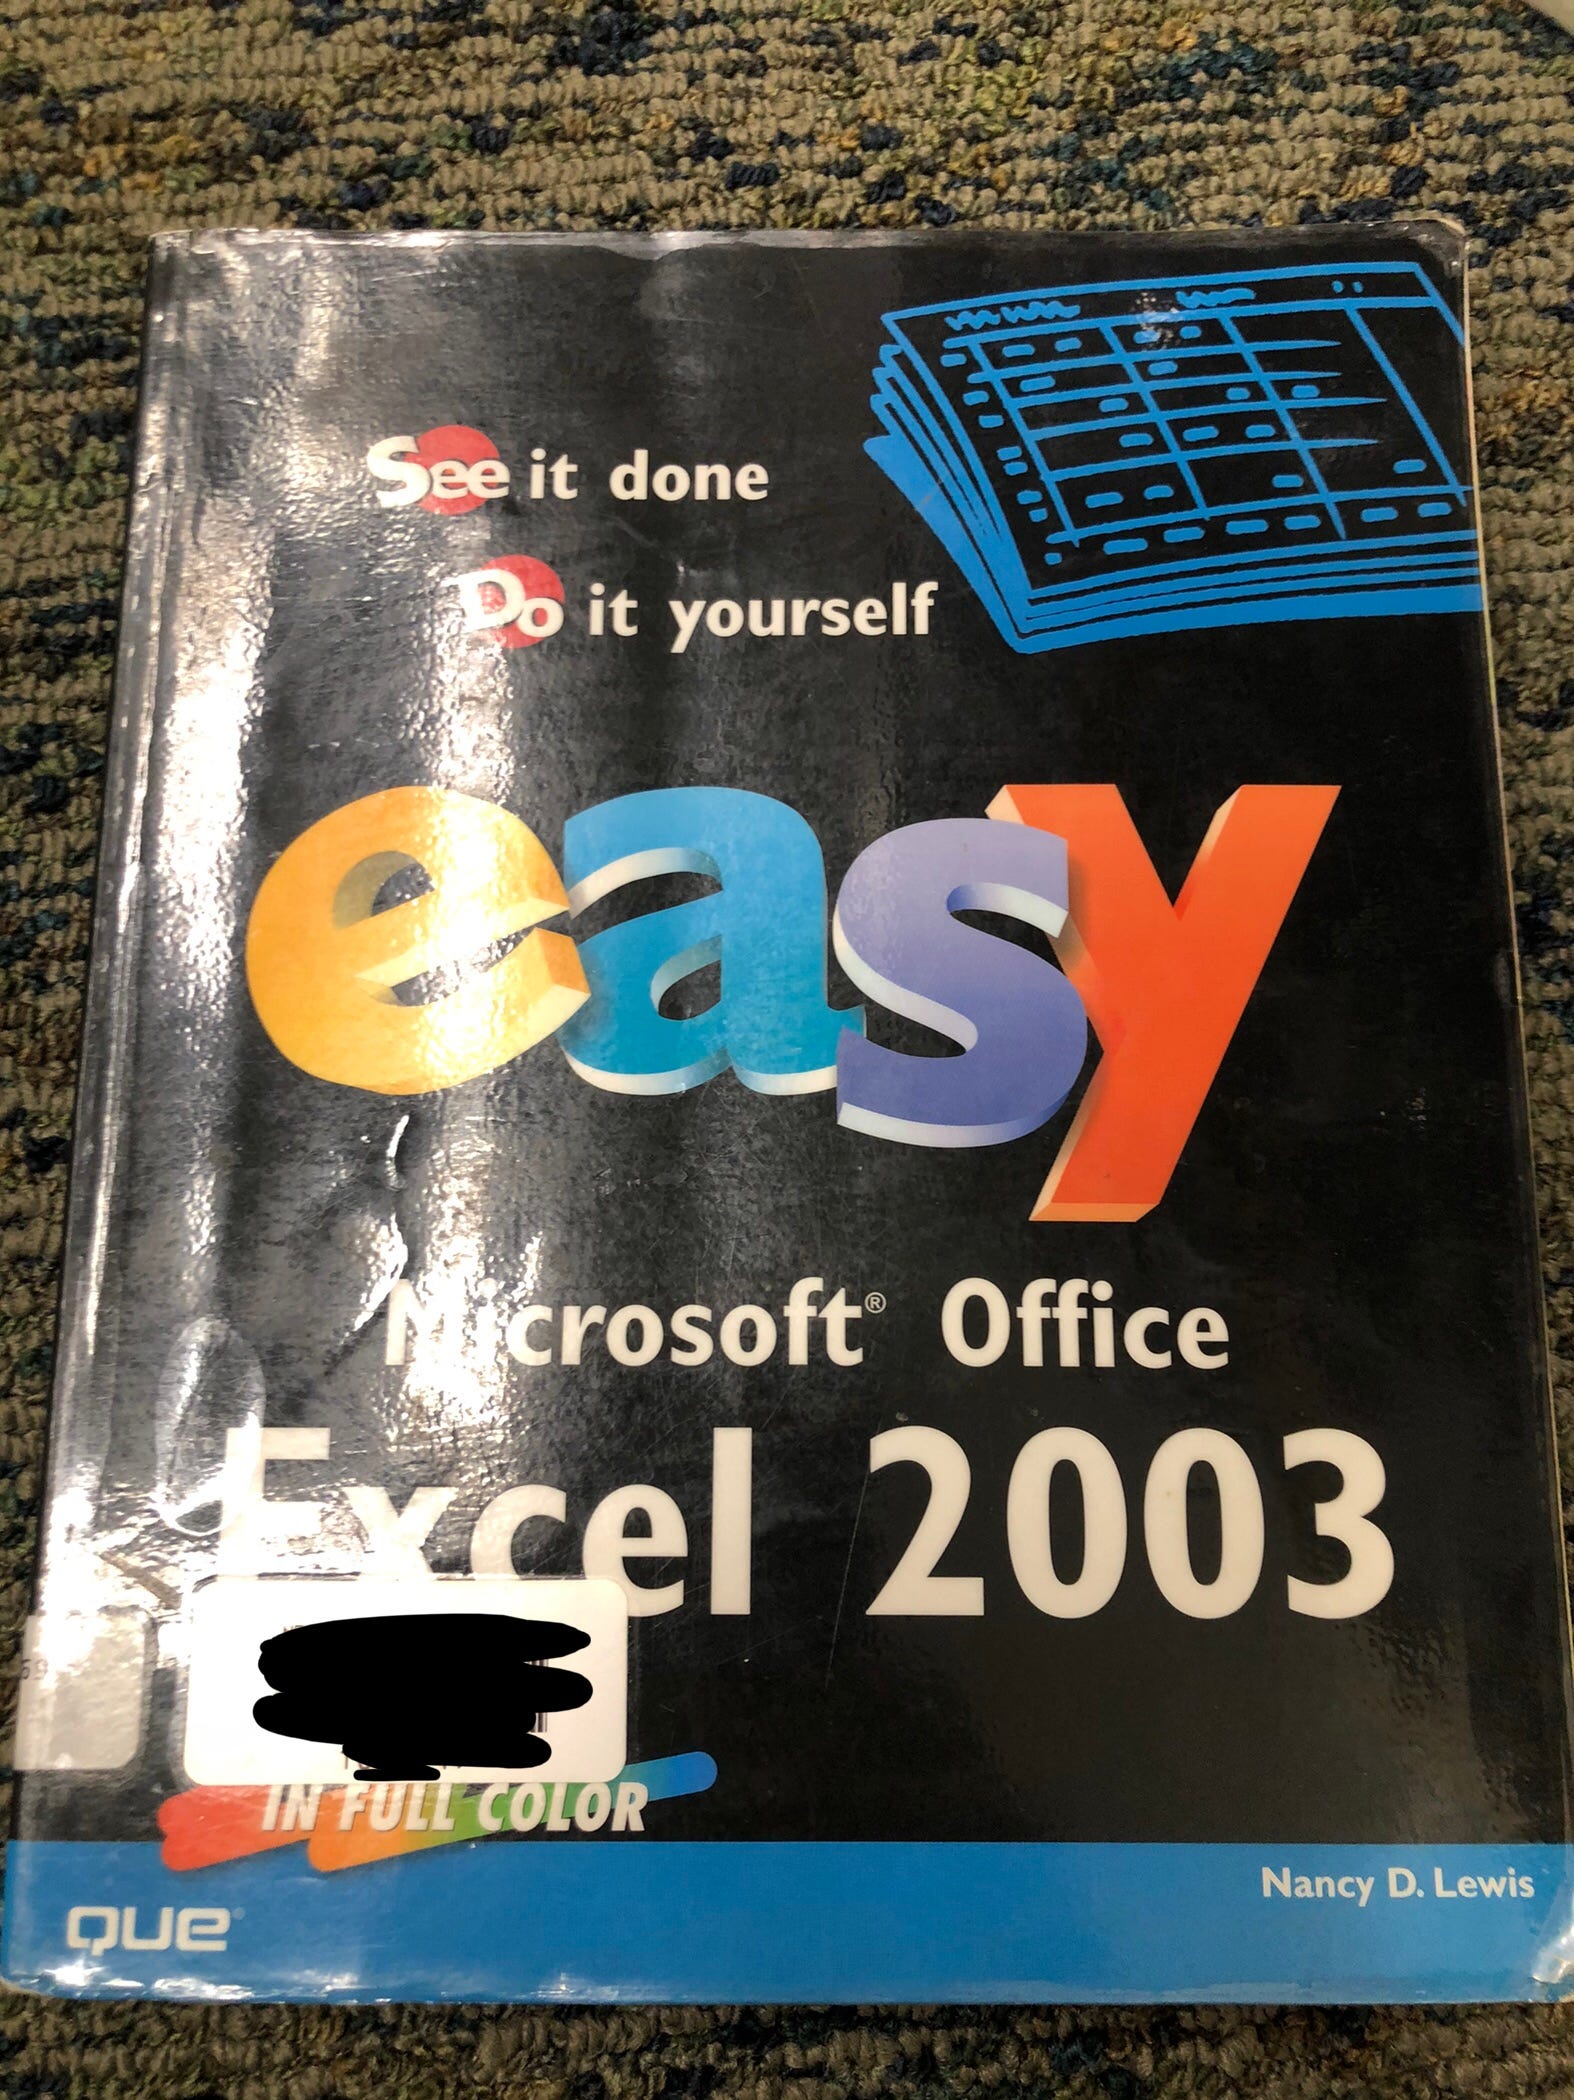 See it done
Do it yourself
easy
Microsoft® Office
Excel 2003
IN FULL COLOR
Nancy D. Lewis
QUE